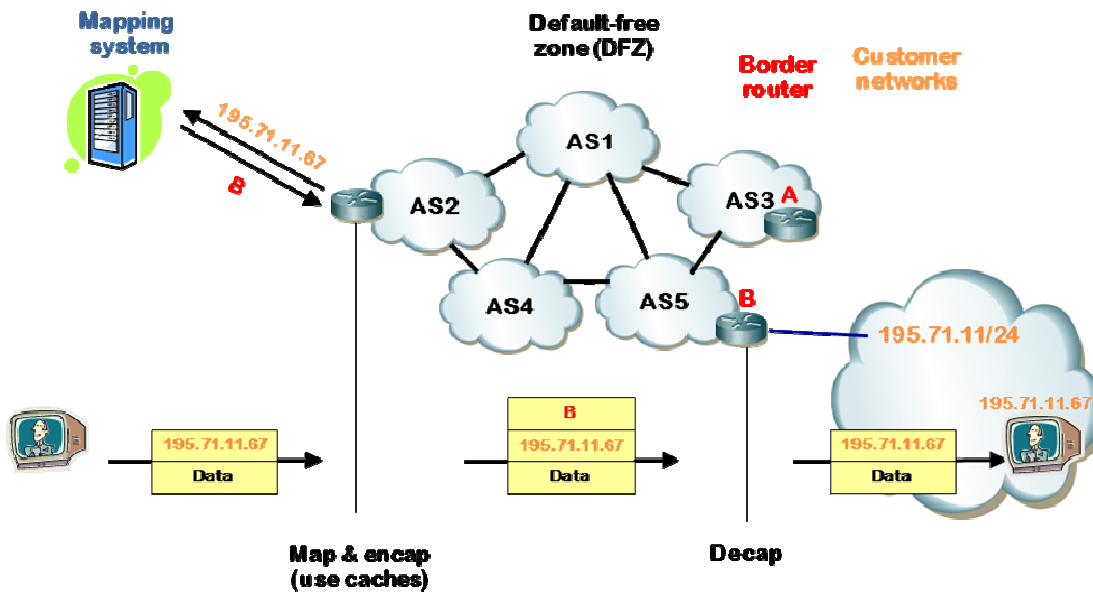 Mapping
system
Default-free
zone (DFZ)
Border
router
Customer
networks
195.71.11.67
B
AS1
AS2
AS3
A
AS4
AS5
B
195.71.11/24
195.71.11.67
195.71.11.67
Data
B
195.71.11.67
Data
195.71.11.67
Data
Map & encap
(use caches)
Decap